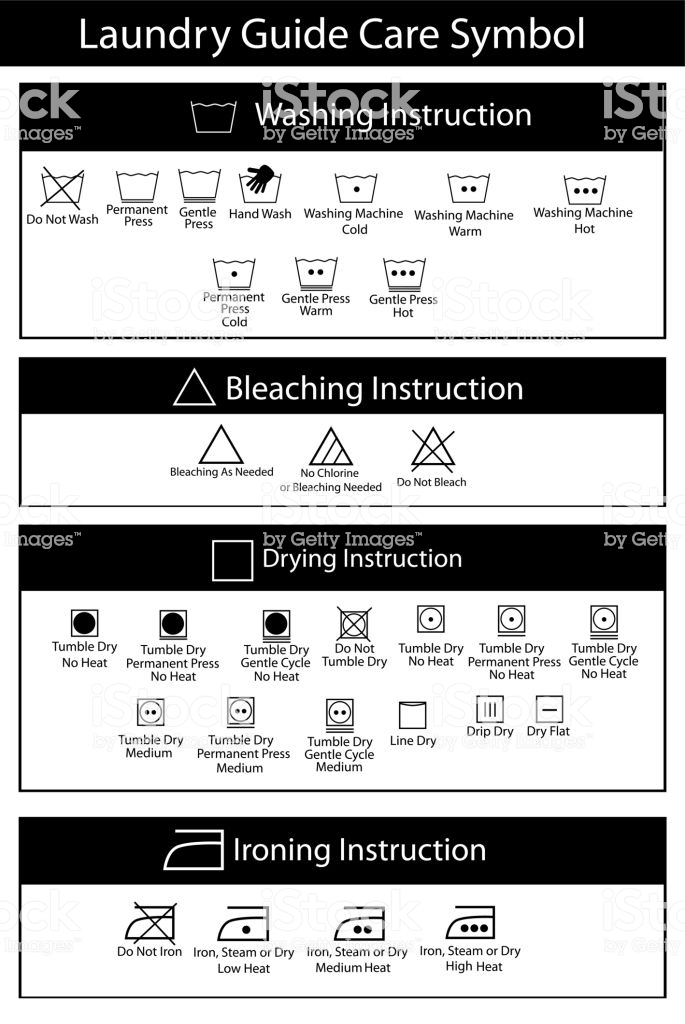 Laundry Guide Care Symbol
Washing Instruction
Do Not Wash
Permanent
Press
Gentle
Press
Hand Wash
Washing Machine
Cold
Washing Machine
Warm
Washing Machine
Hot
Permanent
Press
Cold
Gentle Press
Warm
Gentle Press
Hot
Bleaching Instruction
Bleaching As Needed
No Chlorine
or Bleaching Needed
Do Not Bleach
Drying Instruction
Tumble Dry
No Heat
Tumble Dry
Permanent Press
No Heat
Tumble Dry
Gentle Cycle
No Heat
Do Not
Tumble Dry
Tumble Dry
No Heat
Tumble Dry
Permanent Press
No Heat
Tumble Dry
Gentle Cycle
No Heat
Tumble Dry
Medium
Tumble Dry
Permanent Press
Medium
Tumble Dry
Gentle Cycle
Medium
Line Dry
Drip Dry
Dry Flat
Ironing Instruction
Do Not Iron
Iron, Steam or Dry
Low Heat
Iron, Steam or Dry
Medium Heat
Iron, Steam or Dry
High Heat
iStock
by Getty Images™